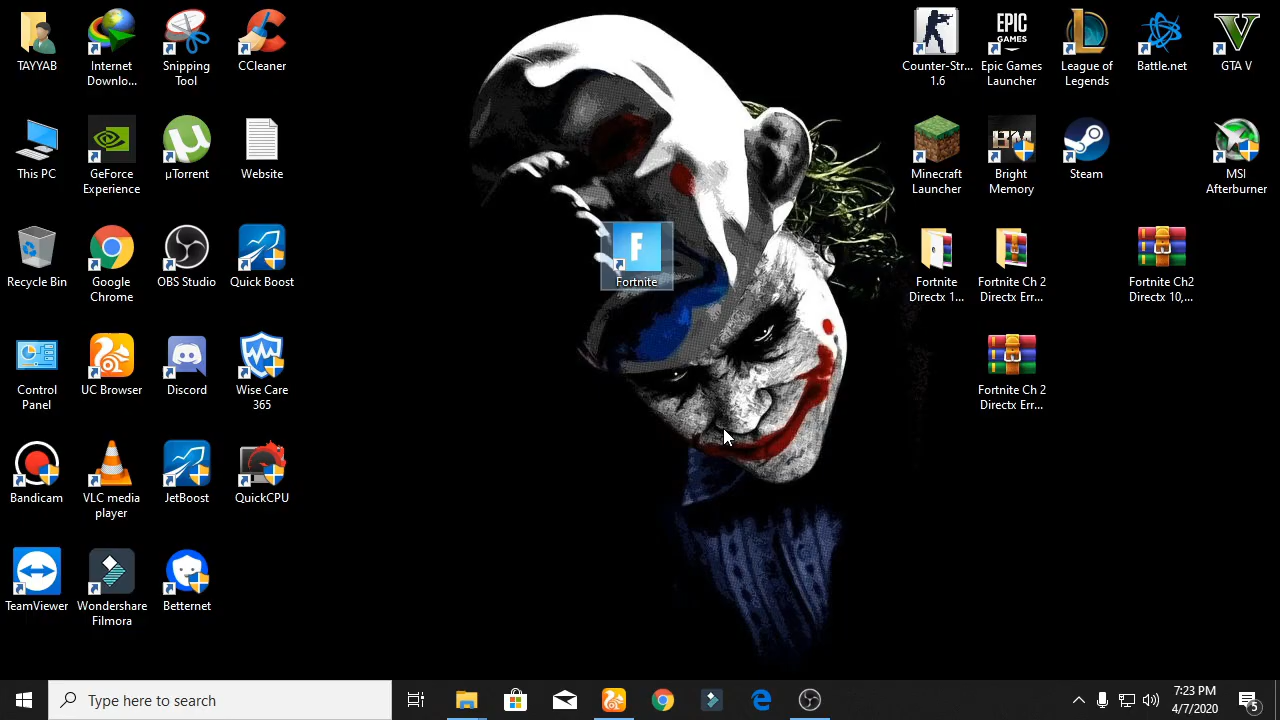 TAYYAB
Internet
Downlo...
Snipping
Tool
CCleaner
This PC
GeForce
Experience
µTorrent
Website
Recycle Bin
Google
Chrome
OBS Studio
Quick Boost
Control
Panel
UC Browser
Discord
Wise Care
365
Bandicam
VLC media
player
JetBoost
QuickCPU
TeamViewer
Wondershare
Filmora
Betternet
F
Fortnite
Counter-Str...
1.6
EPIC
GAMES
Epic Games
Launcher
League of
Legends
Battle.net
V
GTA V
Minecraft
Launcher
BM
Bright
Memory
Steam
MSI
Afterburner
Fortnite
Directx 1...
Fortnite Ch 2
Directx Err...
Fortnite Ch2
Directx 10,...
Fortnite Ch 2
Directx Err...
Type here to search
7:23 PM
4/7/2020
5